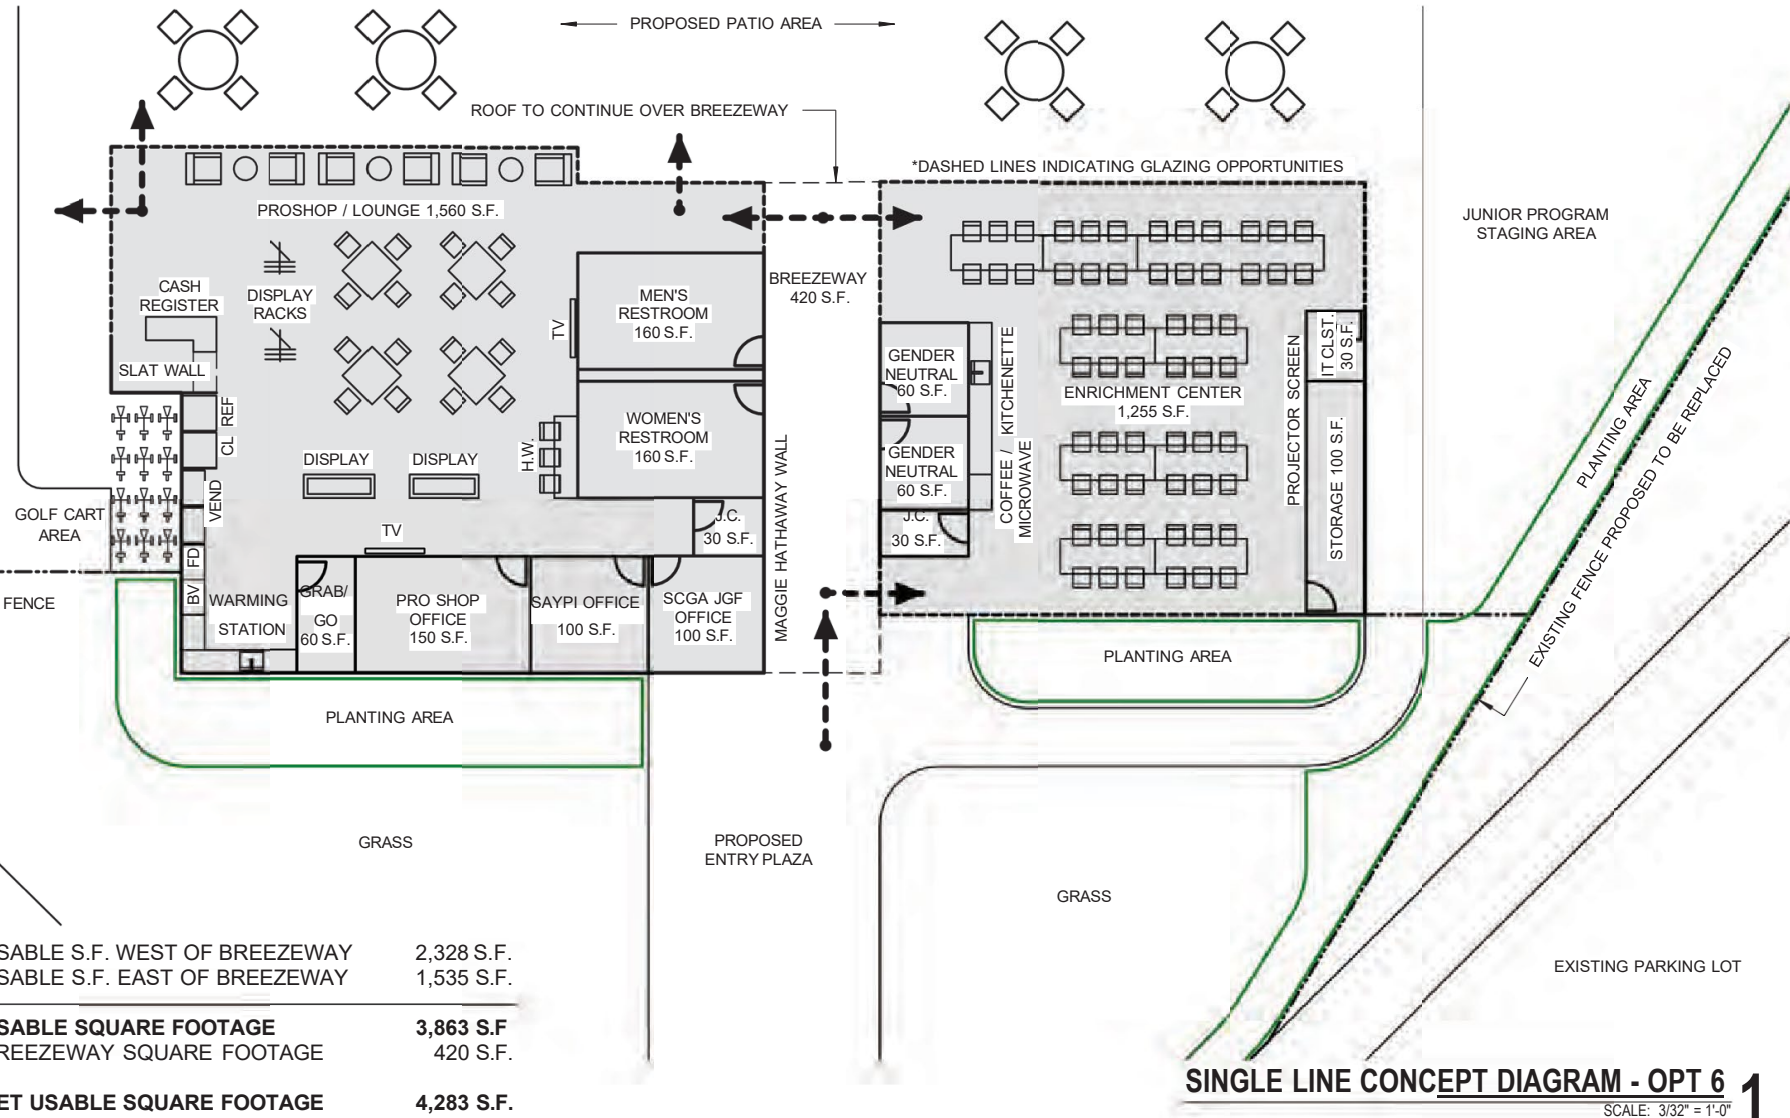 PROPOSED PATIO AREA
ROOF TO CONTINUE OVER BREEZEWAY
*DASHED LINES INDICATING GLAZING OPPORTUNITIES
PROSHOP / LOUNGE 1,560 S.F.
CASH
REGISTER
DISPLAY
RACKS
SLAT WALL
TV
MEN'S
RESTROOM
160 S.F.
BREEZEWAY
420 S.F.
WOMEN'S
RESTROOM
160 S.F.
REF
CL
VEND
FD
BV
H.W.
DISPLAY
DISPLAY
TV
J.C.
30 S.F.
GOLF CART
AREA
FENCE
WARMING
STATION
GRAB/
GO
60 S.F.
PRO SHOP
OFFICE
150 S.F.
SAYPI OFFICE
100 S.F.
SCGA JGF
OFFICE
100 S.F.
MAGGIE HATHAWAY WALL
GENDER
NEUTRAL
60 S.F.
GENDER
NEUTRAL
60 S.F.
J.C.
30 S.F.
COFFEE / KITCHENETTE
MICROWAVE
ENRICHMENT CENTER
1,255 S.F.
PROJECTOR SCREEN
IT CLST.
30 S.F.
STORAGE 100 S.F.
JUNIOR PROGRAM
STAGING AREA
PLANTING AREA
EXISTING FENCE PROPOSED TO BE REPLACED
PLANTING AREA
PLANTING AREA
GRASS
PROPOSED
ENTRY PLAZA
GRASS
EXISTING PARKING LOT
SABLE S.F. WEST OF BREEZEWAY 2,328 S.F.
SABLE S.F. EAST OF BREEZEWAY 1,535 S.F.
SABLE SQUARE FOOTAGE 3,863 S.F
REEZEWAY SQUARE FOOTAGE 420 S.F.
ET USABLE SQUARE FOOTAGE 4,283 S.F.
SINGLE LINE CONCEPT DIAGRAM - OPT 6 1
SCALE: 3/32" = 1'-0"